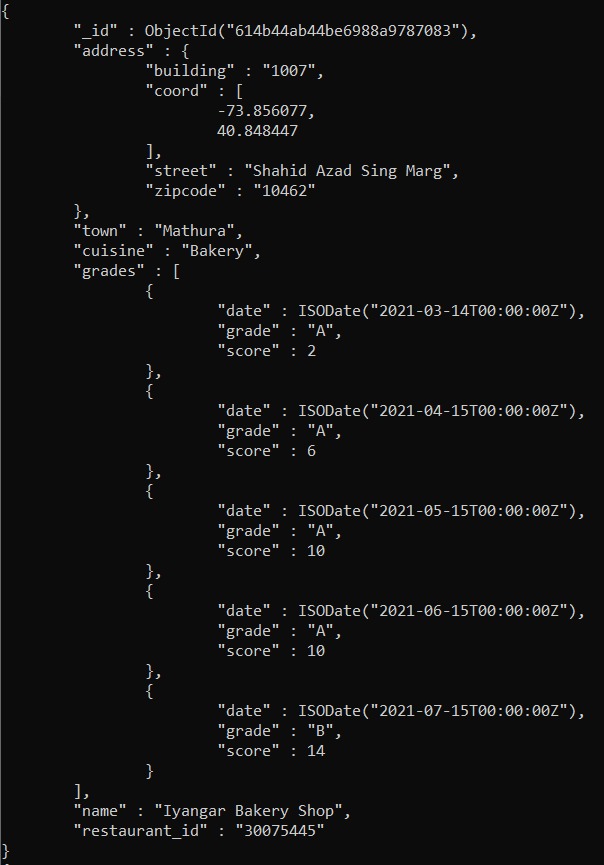 {
"_id" : ObjectId("614b44ab44be6988a9787083"),
"address" : {
"building" : "1007",
"coord" : [
-73.856077,
40.848447
],
"street" : "Shahid Azad Sing Marg",
"zipcode" : "10462"
},
"town" : "Mathura",
"cuisine" : "Bakery",
"grades" : [
{
"date" : ISODate("2021-03-14T00:00:00Z"),
"grade" : "A",
"score" : 2
},
{
"date" : ISODate("2021-04-15T00:00:00Z"),
"grade" : "A",
"score" : 6
},
{
"date" : ISODate("2021-05-15T00:00:00Z"),
"grade" : "A",
"score" : 10
},
{
"date" : ISODate("2021-06-15T00:00:00Z"),
"grade" : "A",
"score" : 10
},
{
"date" : ISODate("2021-07-15T00:00:00Z"),
"grade" : "B",
"score" : 14
}
],
"name" : "Iyangar Bakery Shop",
"restaurant_id" : "30075445"
}